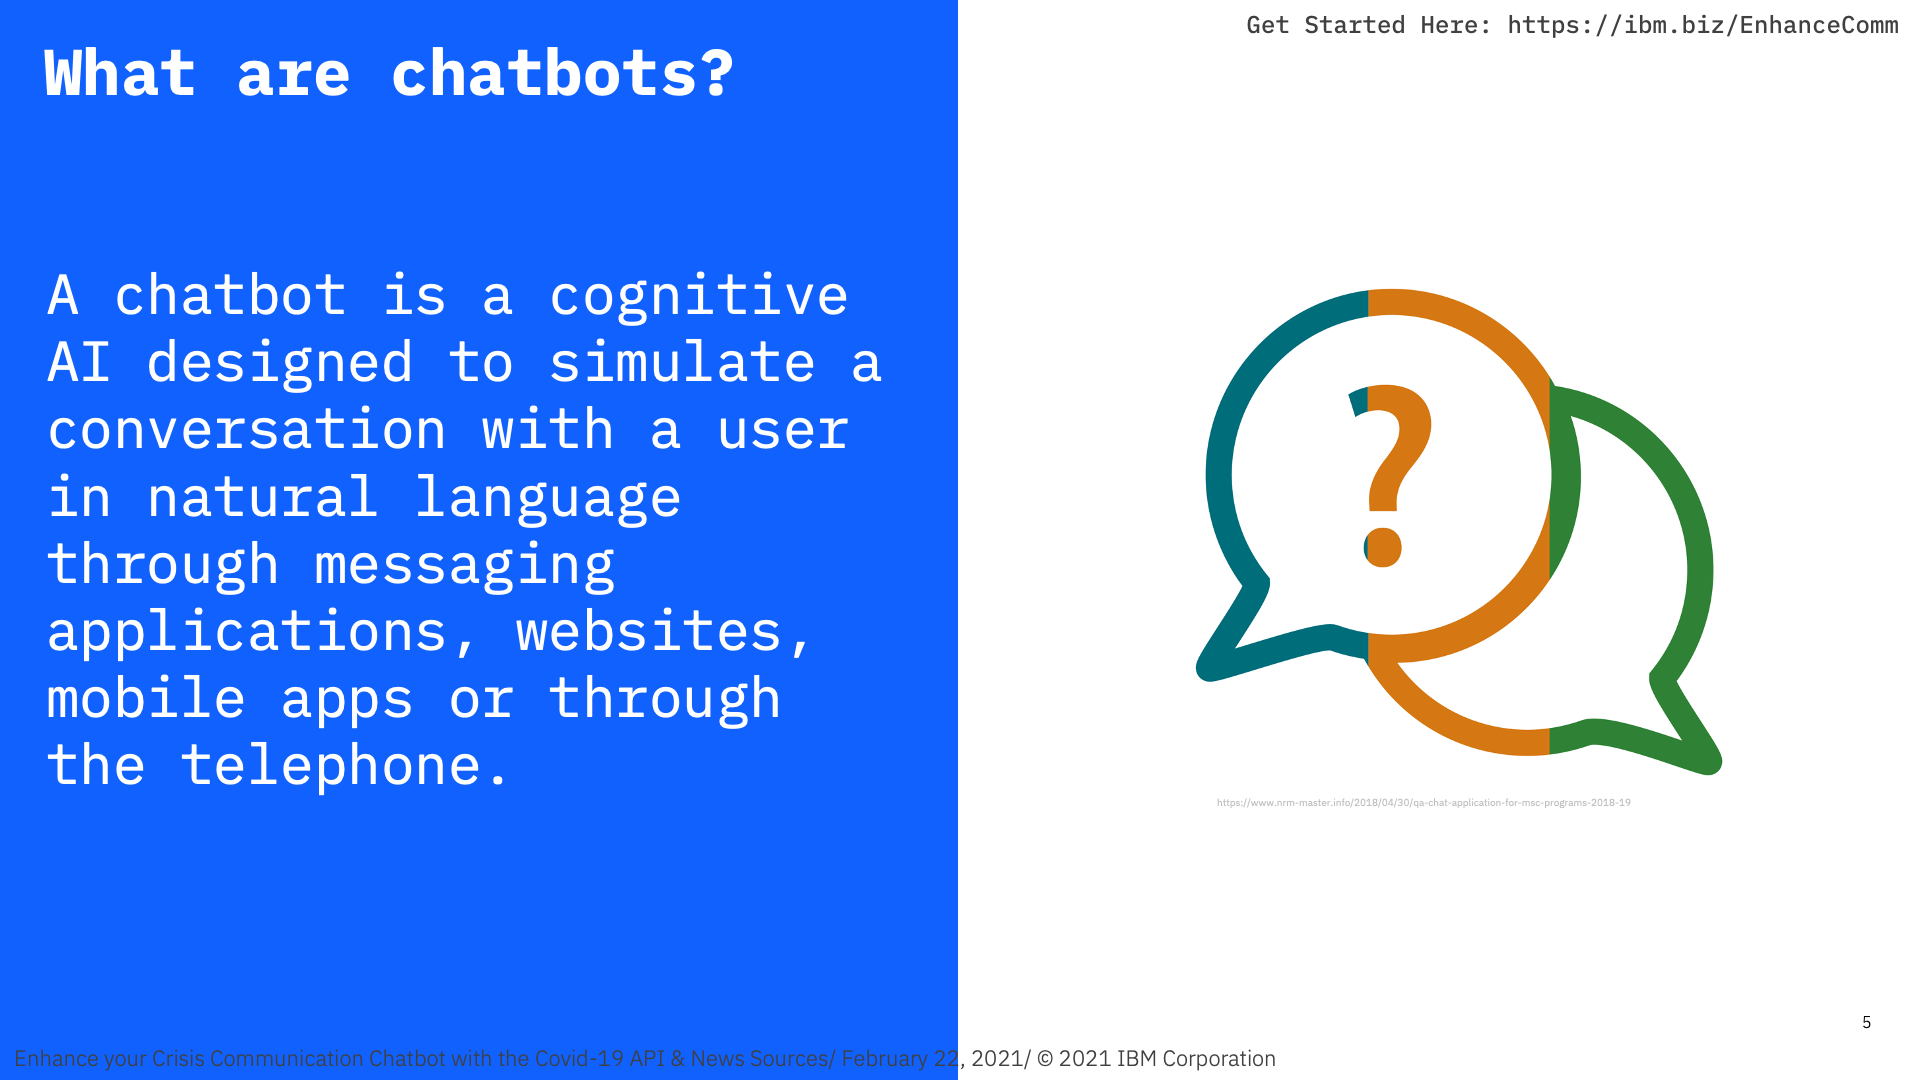 Get Started Here: https://ibm.biz/EnhanceComm
What are chatbots?
A chatbot is a cognitive
AI designed to simulate a
conversation with a user
in natural language
through messaging
applications, websites,
mobile apps or through
the telephone.
?
https://www.nrm-master.info/2018/04/30/qa-chat-application-for-msc-programs-2018-19
5
Enhance your Crisis Communication Chatbot with the Covid-19 API & News Sources/ February 22, 2021/ © 2021 IBM Corporation